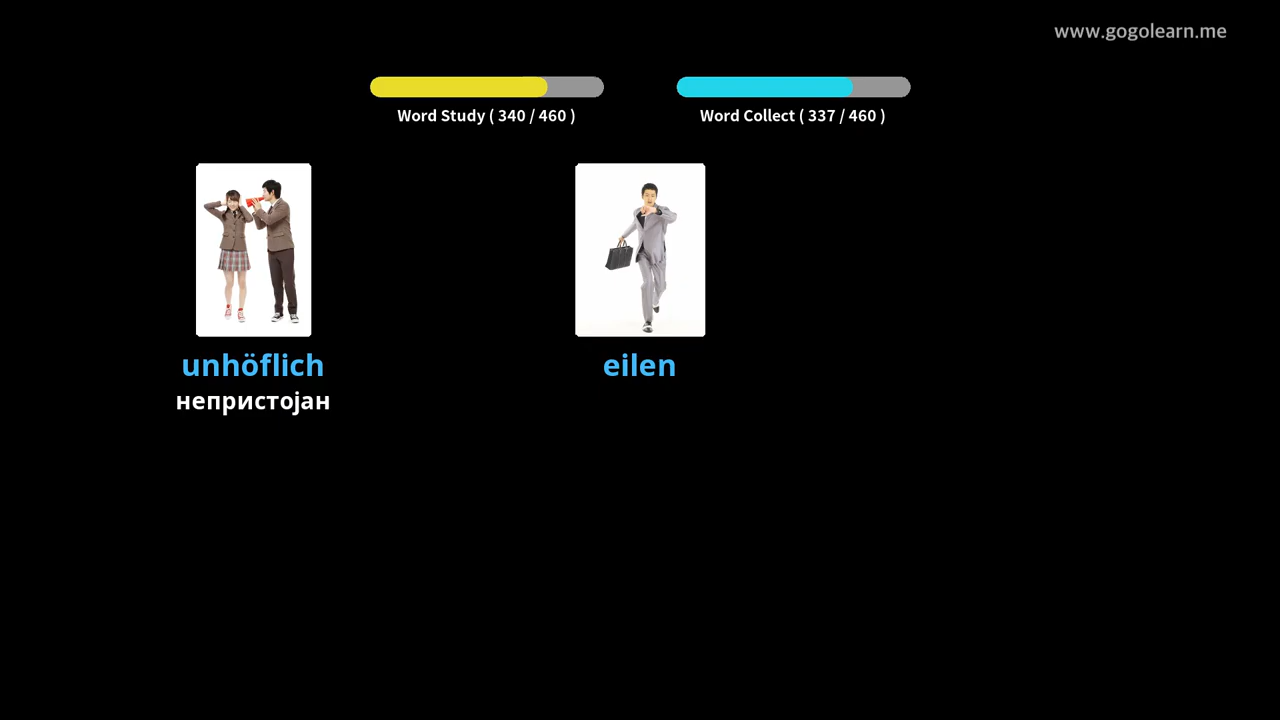 www.gogolearn.me
Word Study ( 340 / 460 )
Word Collect ( 337 / 460 )
unhöflich
непристојан
eilen